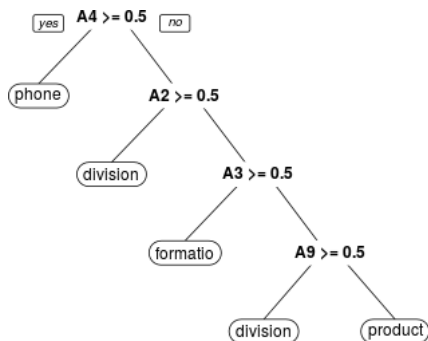 yes A4 >= 0.5 no
phone
A2 >= 0.5
division
A3 >= 0.5
formatio
A9 >= 0.5
division product